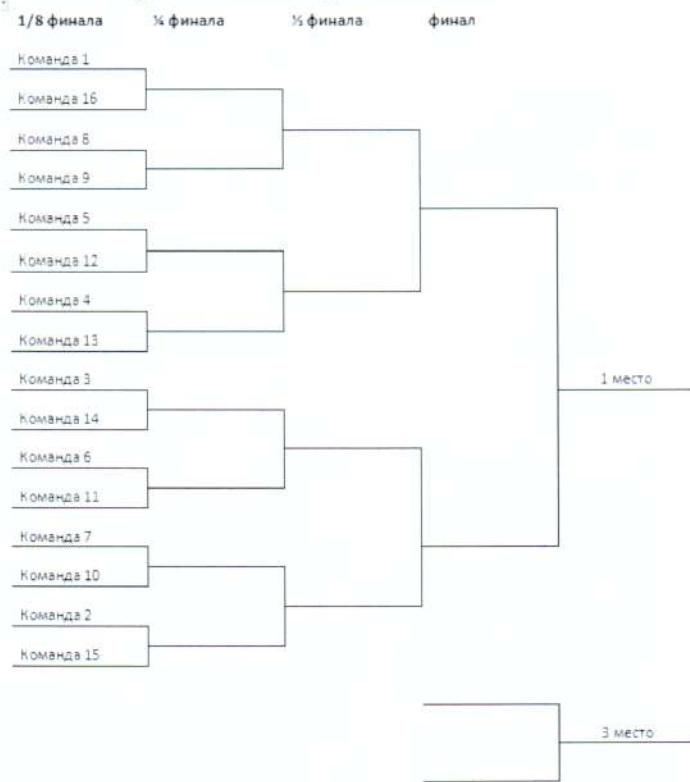 1/8 финала ¼ финала ½ финала финал
Команда 1
Команда 16
Команда 8
Команда 9
Команда 5
Команда 12
Команда 4
Команда 13
Команда 3
1 место
Команда 14
Команда 6
Команда 11
Команда 7
Команда 10
Команда 2
Команда 15
3 место